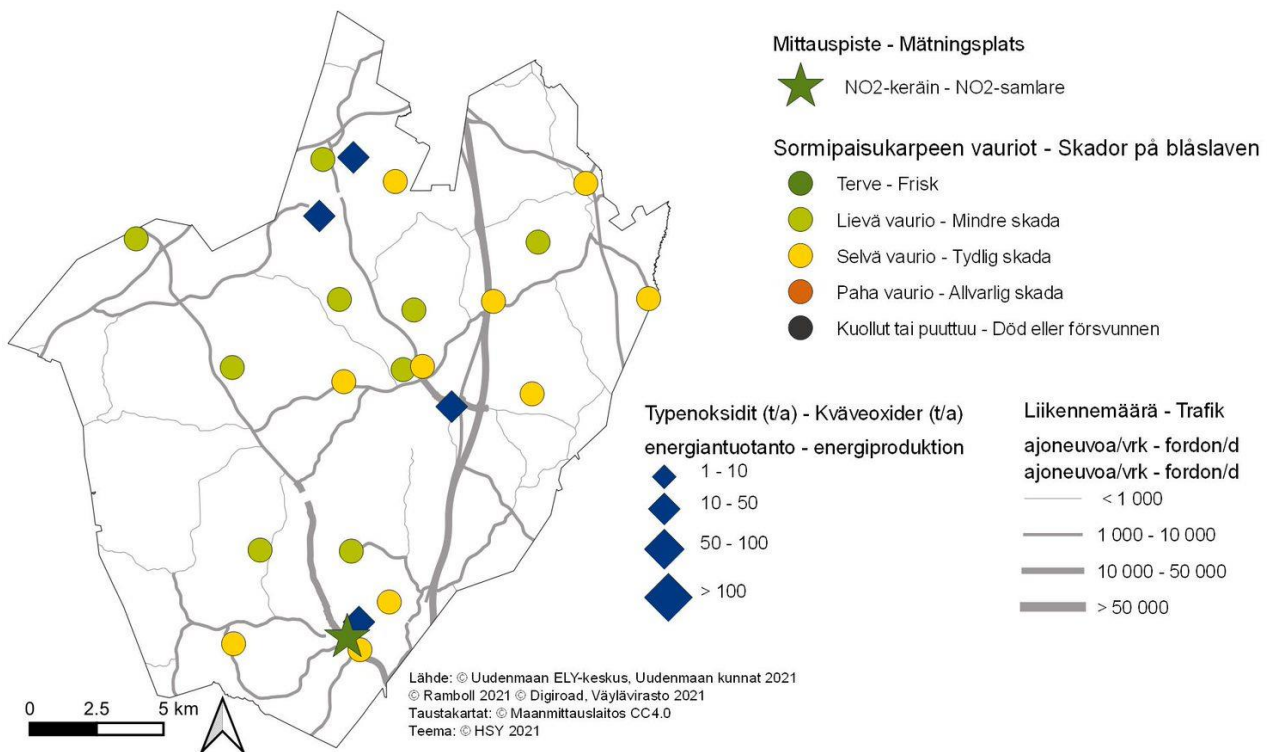 Mittauspiste - Mätningsplats
NO2-keräin - NO2-samlare
Sormipaisukarpeen vauriot - Skador på blåslaven
Terve - Frisk
Lievä vaurio - Mindre skada
Selvä vaurio - Tydlig skada
Paha vaurio - Allvarlig skada
Kuollut tai puuttuu - Död eller försvunnen
Typenoksidit (t/a) - Kväveoxider (t/a)
energiantuotanto - energiproduktion
1 - 10
10 - 50
50 - 100
> 100
Liikennemäärä - Trafik
ajoneuvoa/vrk - fordon/d
ajoneuvoa/vrk - fordon/d
< 1 000
1 000 - 10 000
10 000 - 50 000
> 50 000
Lähde: © Uudenmaan ELY-keskus, Uudenmaan kunnat 2021
© Ramboll 2021 © Digiroad, Väylävirasto 2021
Taustakartat: © Maanmittauslaitos CC4.0
Teema: © HSY 2021
0 2.5 5 km